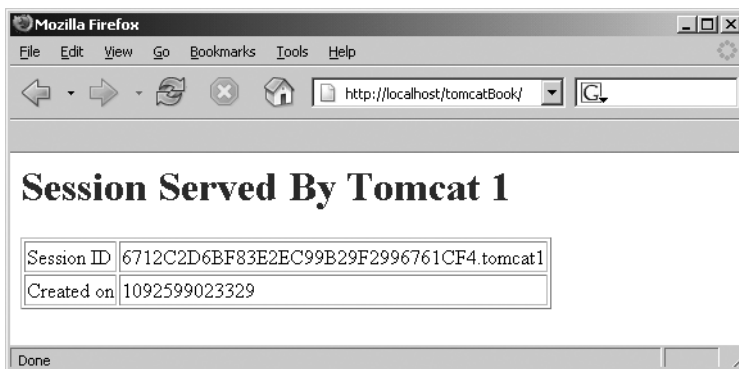 Mozilla Firefox
File Edit View Go Bookmarks Tools Help
http://localhost/tomcatBook/ G
Session Served By Tomcat 1
Session ID 6712C2D6BF83E2EC99B29F2996761CF4.tomcat1
Created on 1092599023329
Done